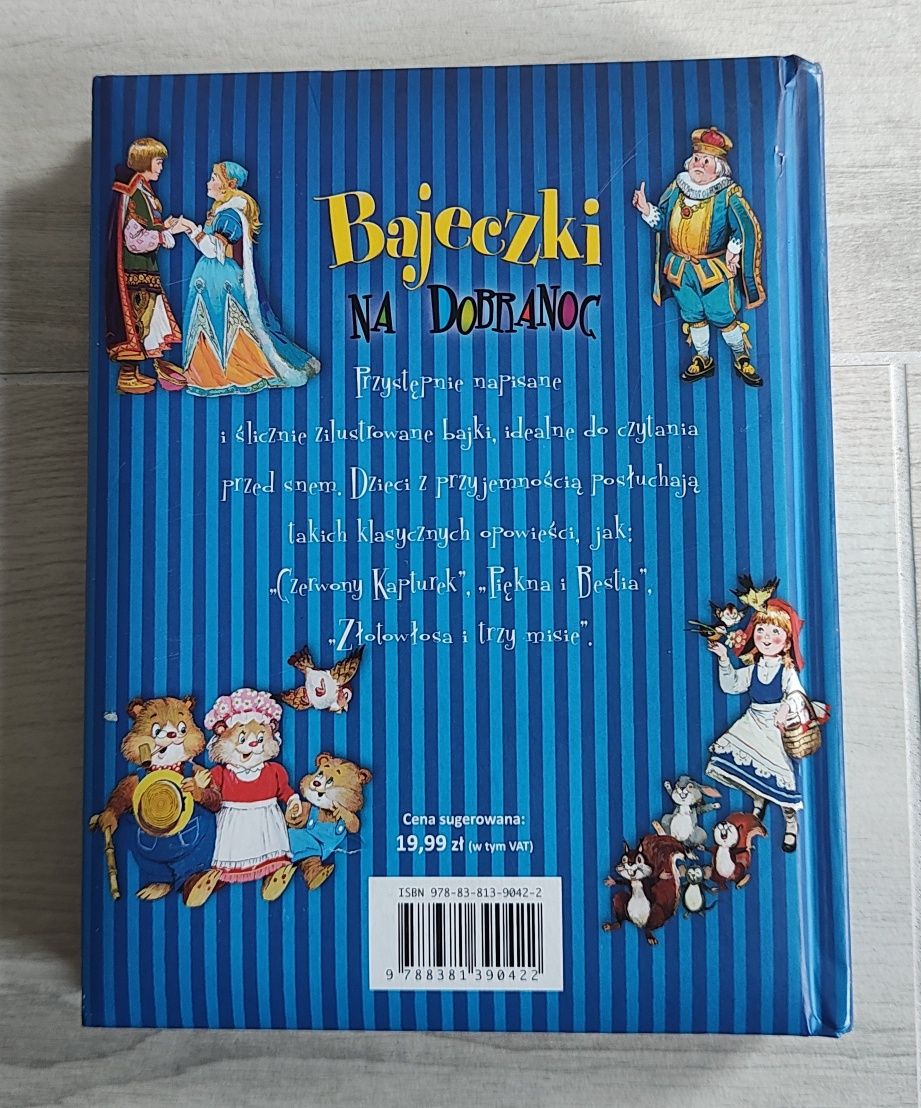 Bajeczki
NA DOBRANOC
Przystępnie napisane
i ślicznie zilustrowane bajki, idealne do czytania
przed snem. Dzieci z przyjemnością posłuchają
takich klasycznych opowieści, jak:
„Czerwony Kapturek”, „Piękna i Bestia”,
„Złotowłosa i trzy misie”.
Cena sugerowana:
19,99 zł (w tym VAT)
ISBN 978-83-813-9042-2
9 788381 390422